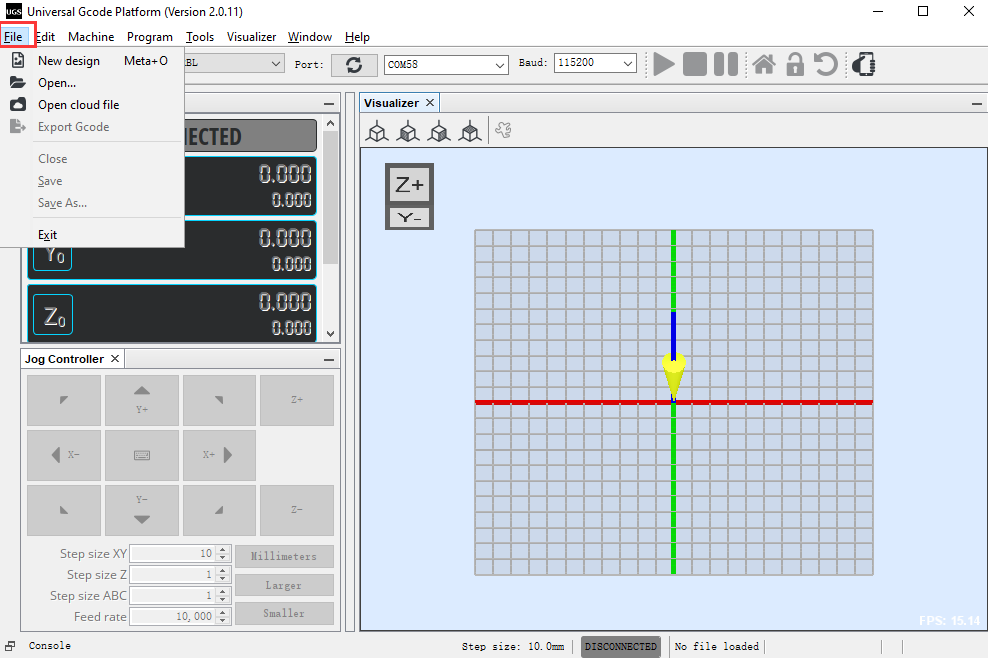 UGS Universal Gcode Platform (Version 2.0.11)
File Edit Machine Program Tools Visualizer Window Help
New design Meta+O
Open...
Open cloud file
Export Gcode
Close
Save
Save As...
Exit
BL Port: COM58 Baud: 115200
ECTED
0.000
0.000
Y0 0.000
0.000
Z0 0.000
0.000
Jog Controller
Y+ Z+
X- X+
Y- Z-
Step size XY 10 Millimeters
Step size Z 1
Larger
Step size ABC 1
Feed rate 10,000 Smaller
Visualizer
Z+
Y-
FPS: 15.14
Console Step size: 10.0mm DISCONNECTED No file loaded